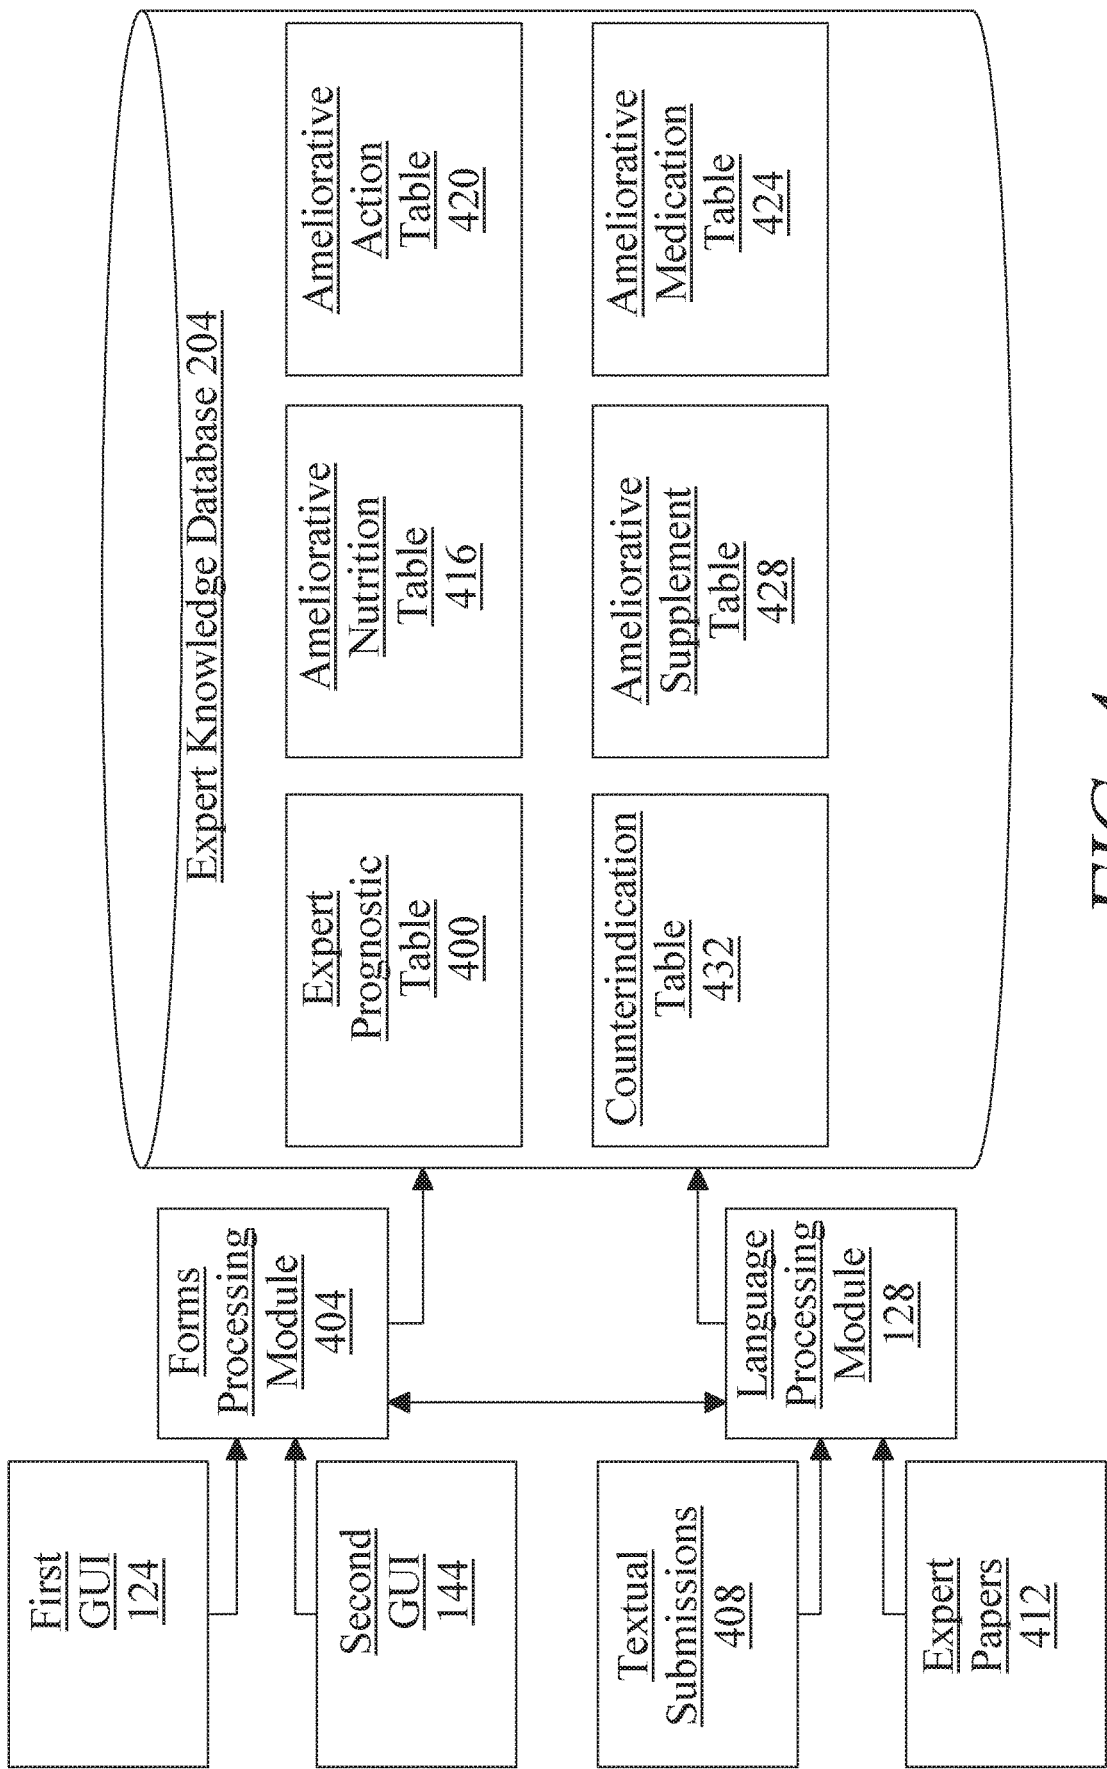 First
GUI
124
Second
GUI
144
Textual
Submissions
408
Expert
Papers
412
Forms
Processing
Module
404
Language
Processing
Module
128
Expert Knowledge Database 204
Expert
Prognostic
Table
400
Ameliorative
Nutrition
Table
416
Ameliorative
Action
Table
420
Counterindication
Table
432
Ameliorative
Supplement
Table
428
Ameliorative
Medication
Table
424
FIG. 4